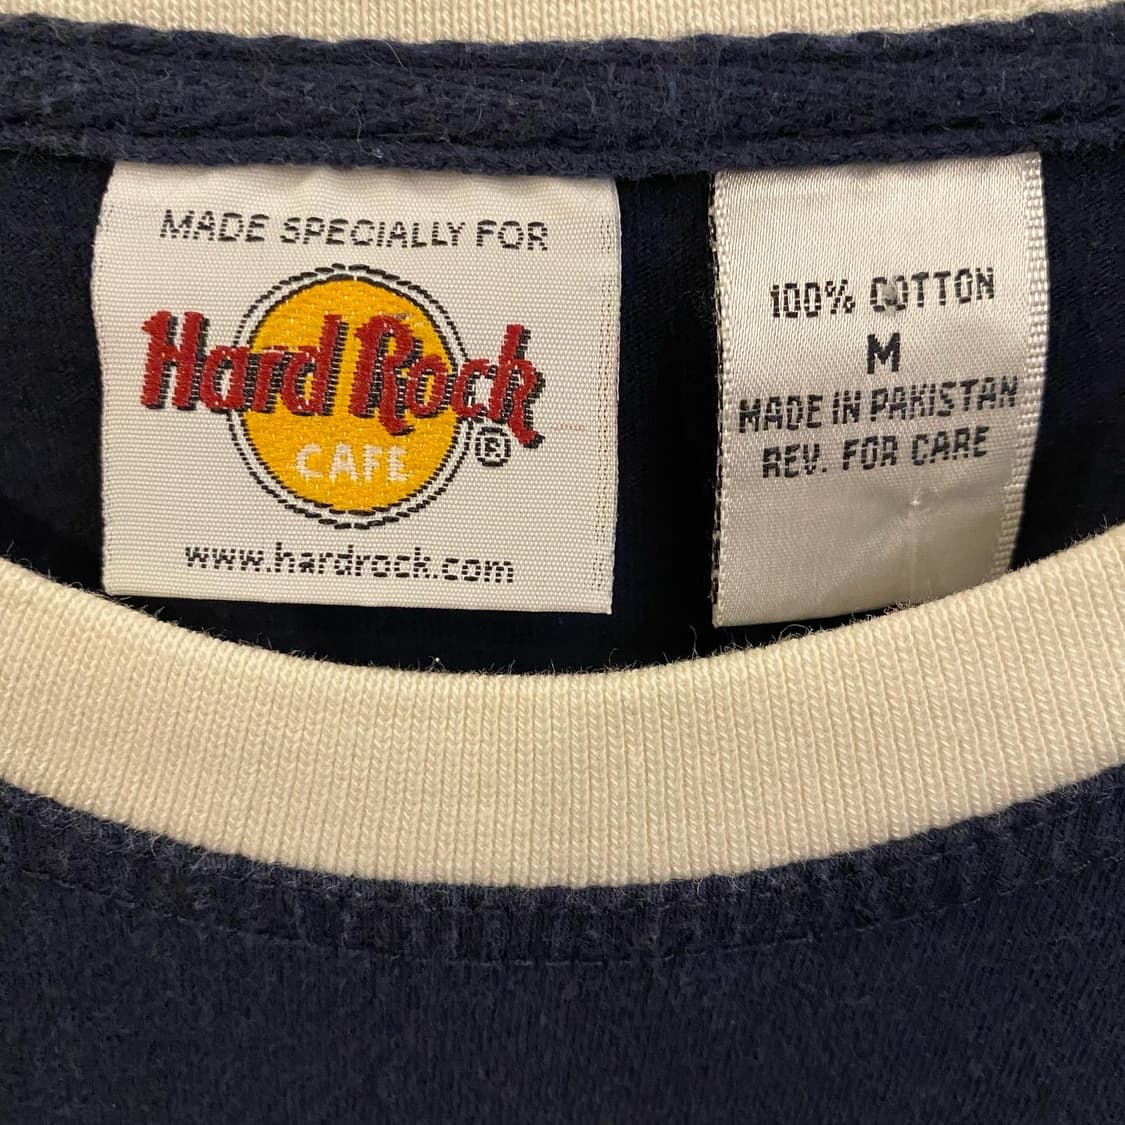 MADE SPECIALLY FOR
Hard Rock
CAFE
®
www.hardrock.com
100% COTTON
M
MADE IN PAKISTAN
REV. FOR CARE